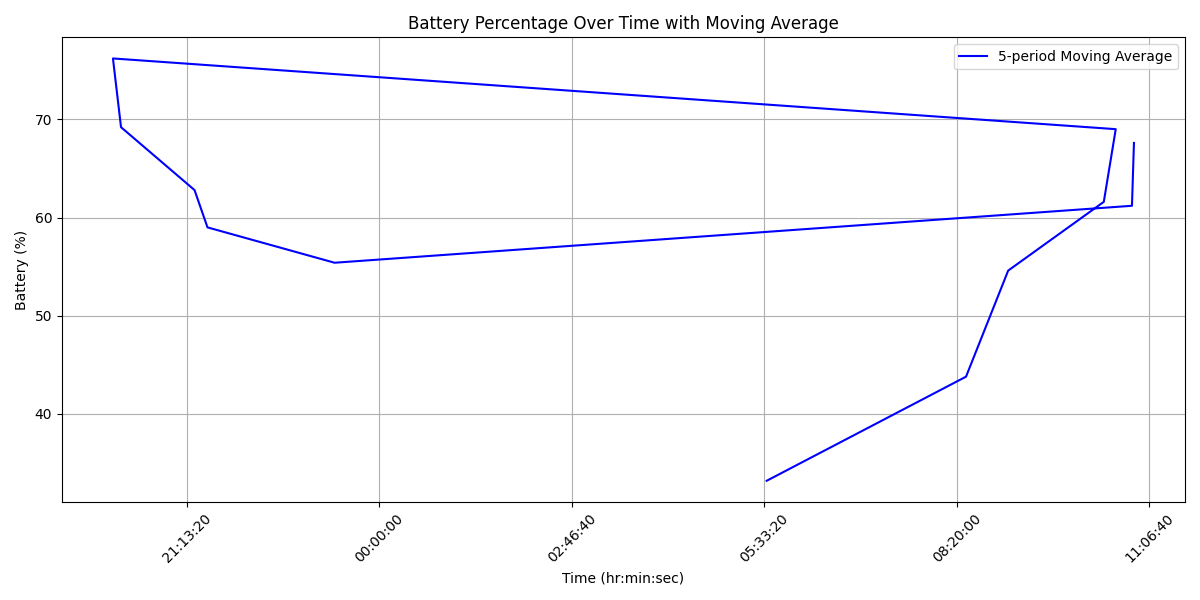 Battery Percentage Over Time with Moving Average
5-period Moving Average
Battery (%)
70
60
50
40
21:13:20
00:00:00
02:46:40
05:33:20
08:20:00
11:06:40
Time (hr:min:sec)